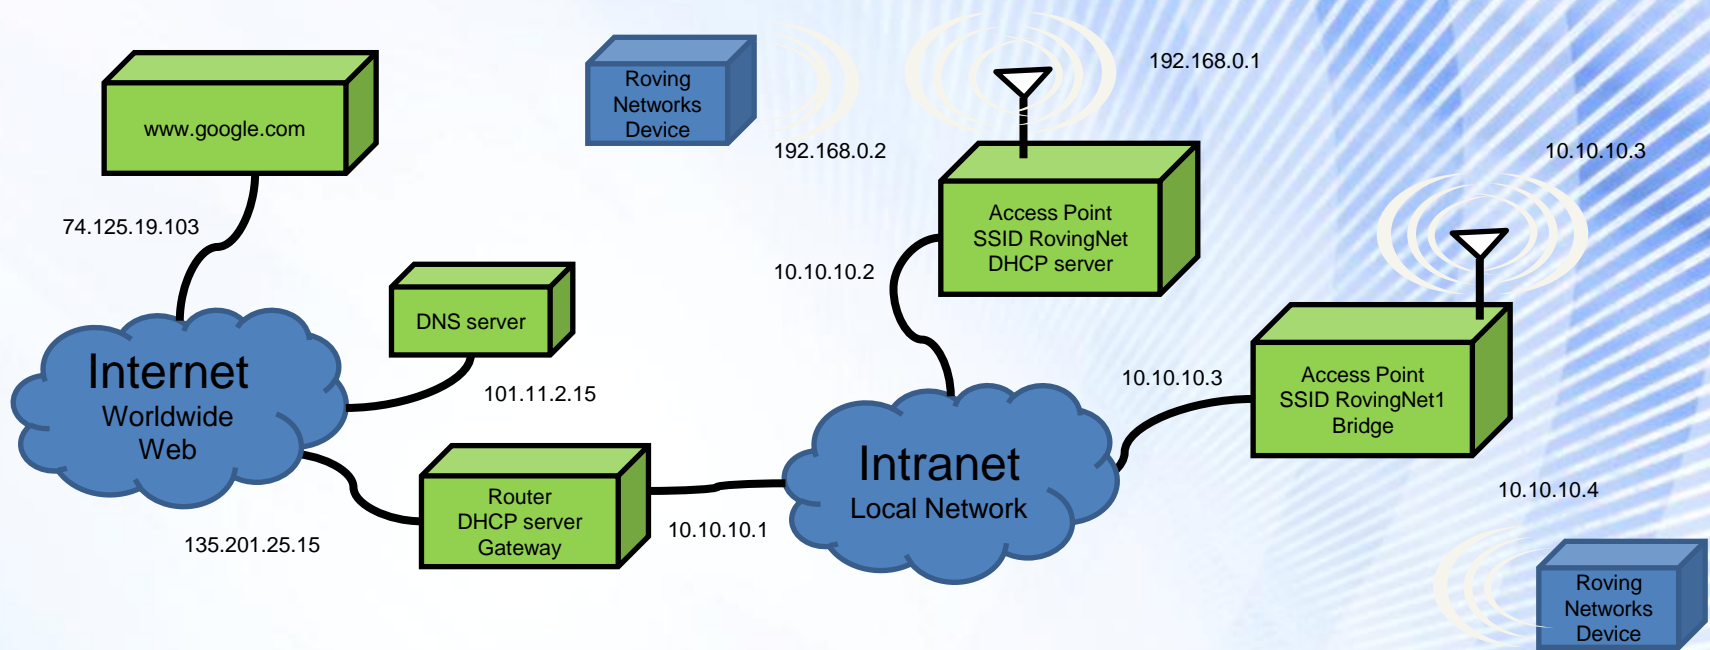 www.google.com
74.125.19.103
Internet
Worldwide
Web
DNS server
101.11.2.15
135.201.25.15
Router
DHCP server
Gateway
10.10.10.1
Intranet
Local Network
Roving
Networks
Device
192.168.0.2
192.168.0.1
Access Point
SSID RovingNet
DHCP server
10.10.10.2
10.10.10.3
10.10.10.3
Access Point
SSID RovingNet1
Bridge
10.10.10.4
Roving
Networks
Device